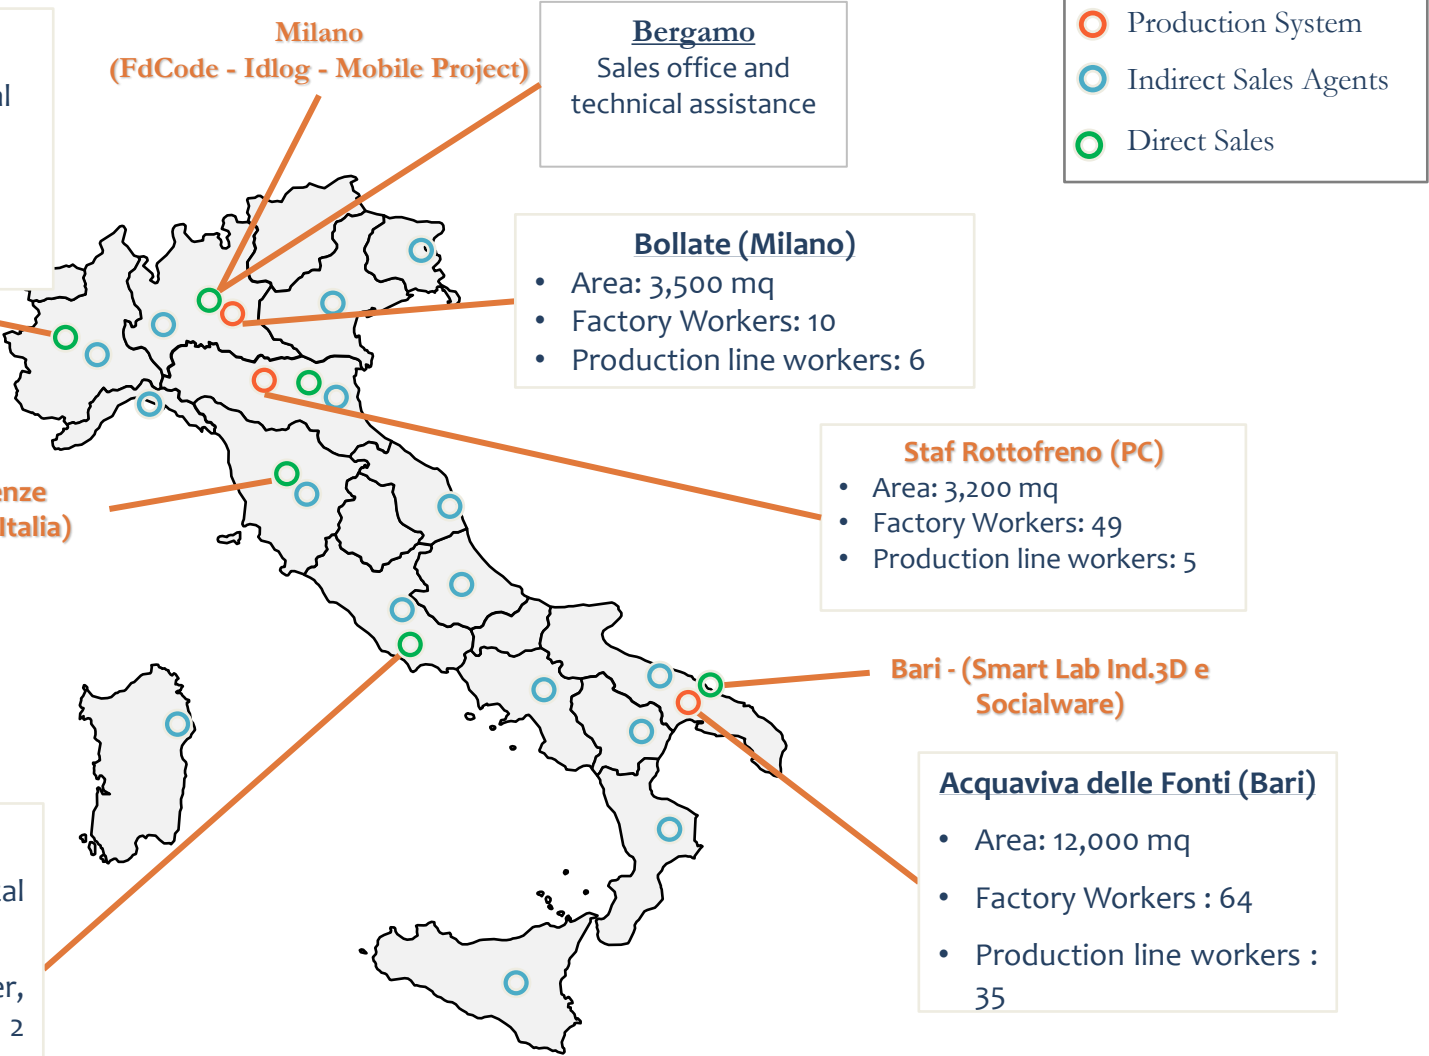 Milano
(FdCode - Idlog - Mobile Project)
Bergamo
Sales office and
technical assistance
Production System
Indirect Sales Agents
Direct Sales
Bollate (Milano)
• Area: 3,500 mq
• Factory Workers: 10
• Production line workers: 6
Staf Rottofreno (PC)
• Area: 3,200 mq
• Factory Workers: 49
• Production line workers: 5
Italia)
Bari - (Smart Lab Ind.3D e
Socialware)
Acquaviva delle Fonti (Bari)
• Area: 12,000 mq
• Factory Workers : 64
• Production line workers :
35
2